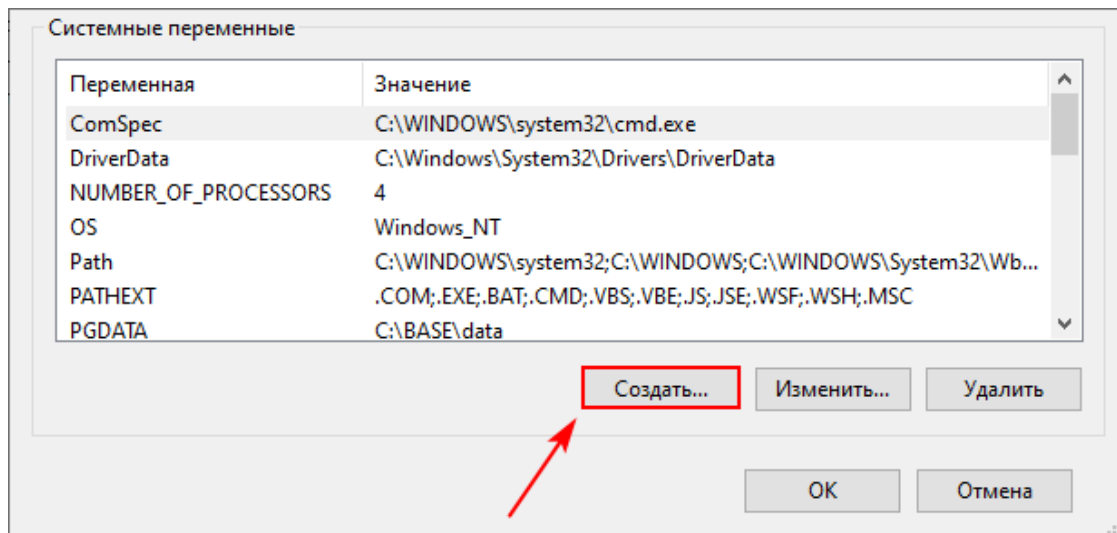 Системные переменные
Переменная Значение
ComSpec C:\WINDOWS\system32\cmd.exe
DriverData C:\Windows\System32\Drivers\DriverData
NUMBER_OF_PROCESSORS 4
OS Windows_NT
Path C:\WINDOWS\system32;C:\WINDOWS;C:\WINDOWS\System32\Wb...
PATHEXT .COM;.EXE;.BAT;.CMD;.VBS;.VBE;.JS;.JSE;.WSF;.WSH;.MSC
PGDATA C:\BASE\data
Создать... Изменить... Удалить
ОК Отмена